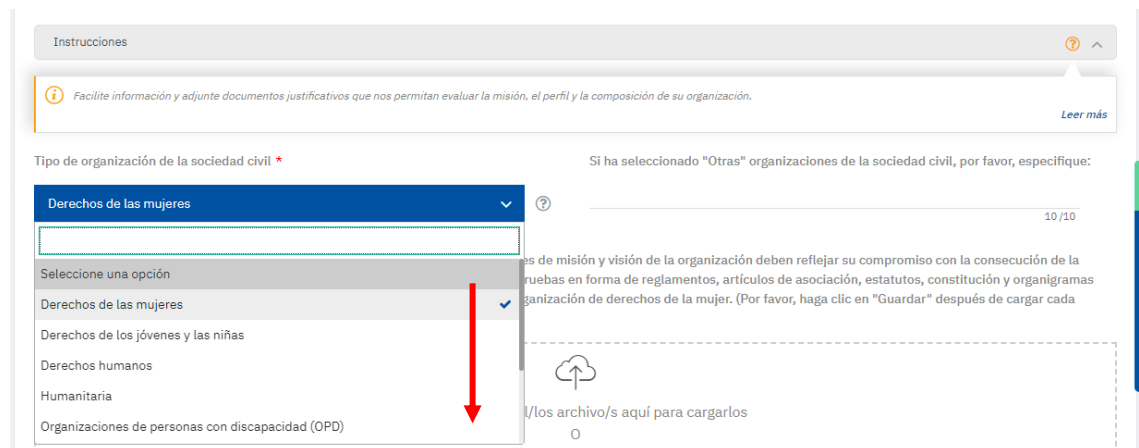 Instrucciones
Facilite información y adjunte documentos justificativos que nos permitan evaluar la misión, el perfil y la composición de su organización.
Leer más
Tipo de organización de la sociedad civil *
Si ha seleccionado "Otras" organizaciones de la sociedad civil, por favor, especifique:
Derechos de las mujeres
10 /10
Seleccione una opción
Derechos de las mujeres
Derechos de los jóvenes y las niñas
Derechos humanos
Humanitaria
Organizaciones de personas con discapacidad (OPD)
de misión y visión de la organización deben reflejar su compromiso con la consecución de la
en forma de reglamentos, artículos de asociación, estatutos, constitución y organigramas
de derechos de la mujer. (Por favor, haga clic en "Guardar" después de cargar cada
archivo/s aquí para cargarlos
O